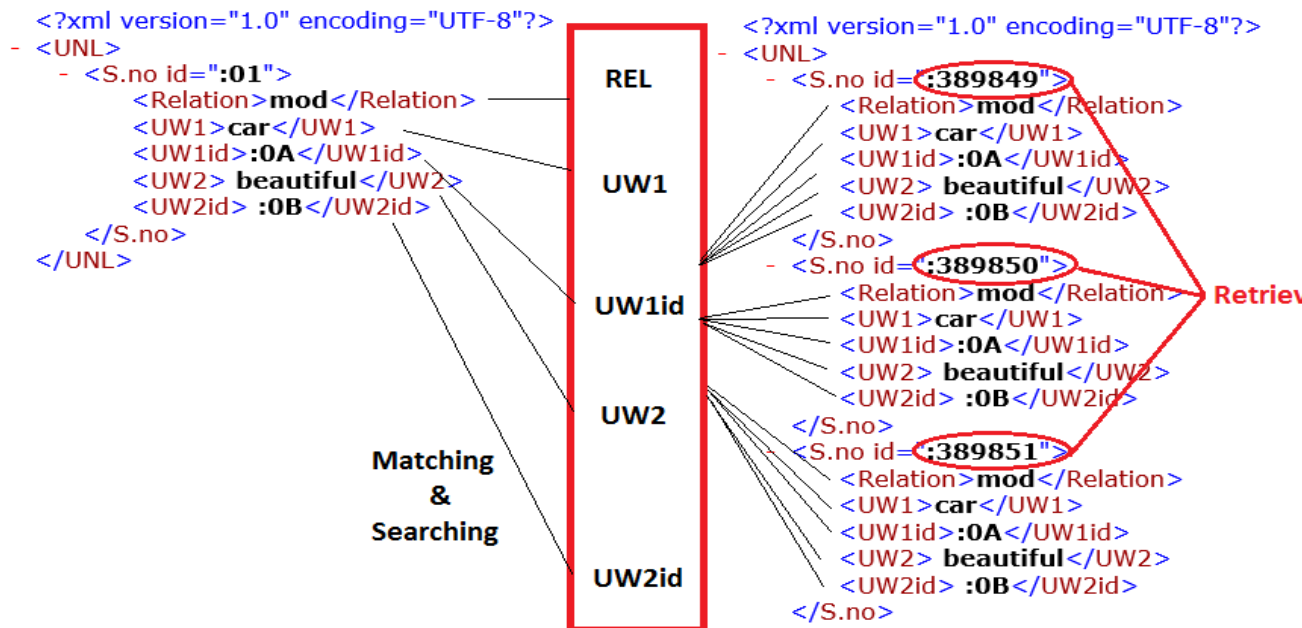 <?xml version="1.0" encoding="UTF-8"?>
- <UNL>
- <S.no id=":01">
<Relation>mod</Relation>
<UW1>car</UW1>
<UW1id>:0A</UW1id>
<UW2> beautiful</UW2>
<UW2id> :0B</UW2id>
</S.no>
</UNL>
Matching
&
Searching
REL
UW1
UW1id
UW2
UW2id
<?xml version="1.0" encoding="UTF-8"?>
- <UNL>
- <S.no id=":389849">
<Relation>mod</Relation>
<UW1>car</UW1>
<UW1id>:0A</UW1id>
<UW2> beautiful</UW2>
<UW2id> :0B</UW2id>
</S.no>
- <S.no id=":389850">
<Relation>mod</Relation>
<UW1>car</UW1>
<UW1id>:0A</UW1id>
<UW2> beautiful</UW2>
<UW2id> :0B</UW2id>
</S.no>
- <S.no id=":389851">
<Relation>mod</Relation>
<UW1>car</UW1>
<UW1id>:0A</UW1id>
<UW2> beautiful</UW2>
<UW2id> :0B</UW2id>
</S.no>
Retriev